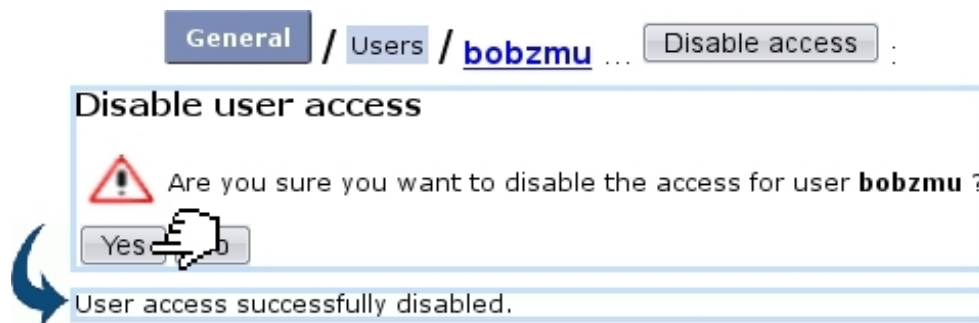 General / Users / bobzmu ... Disable access :
Disable user access
Are you sure you want to disable the access for user bobzmu ?
Yes
User access successfully disabled.